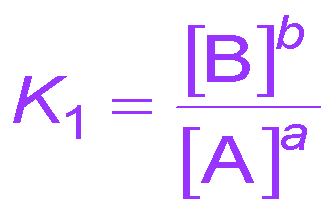 K₁ = [B]ᵇ / [A]ᵃ